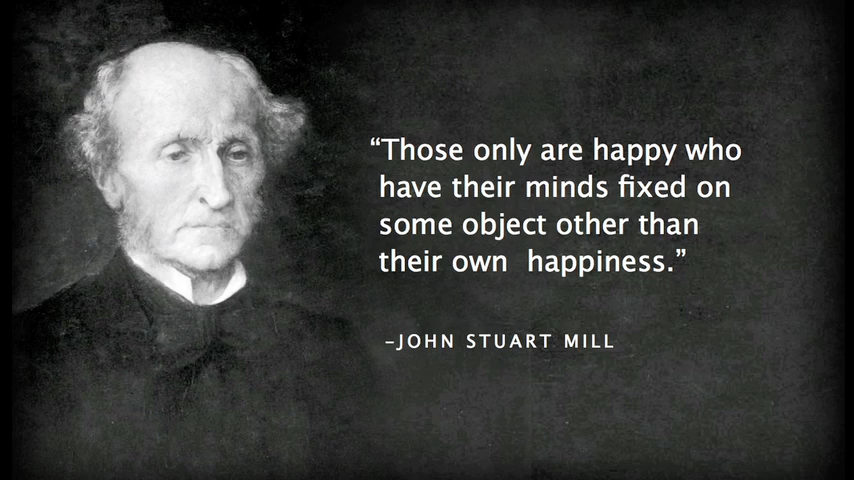 “Those only are happy who
have their minds fixed on
some object other than
their own  happiness.”
–JOHN STUART MILL